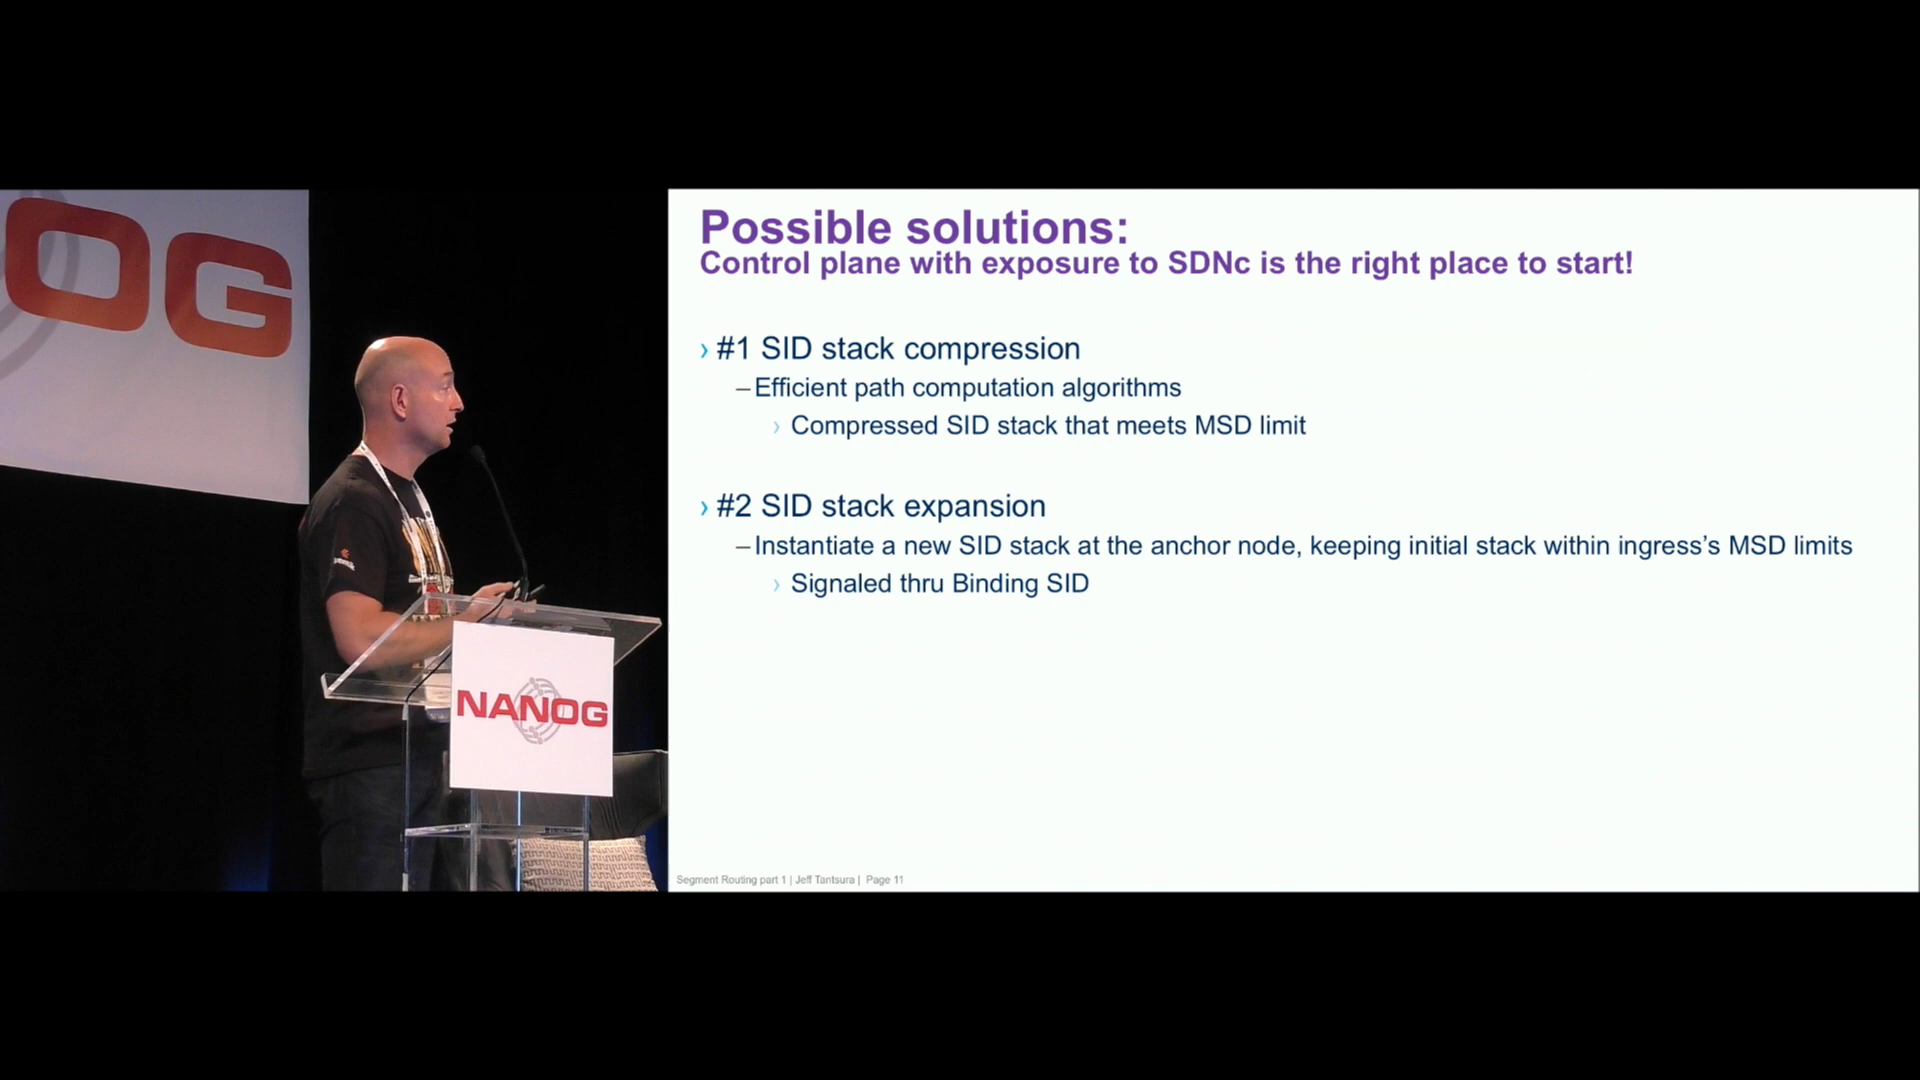 OG
NANOG
Possible solutions:
Control plane with exposure to SDNc is the right place to start!
› #1 SID stack compression
–Efficient path computation algorithms
› Compressed SID stack that meets MSD limit
› #2 SID stack expansion
–Instantiate a new SID stack at the anchor node, keeping initial stack within ingress’s MSD limits
› Signaled thru Binding SID
Segment Routing part 1 | Jeff Tantsura | Page 11